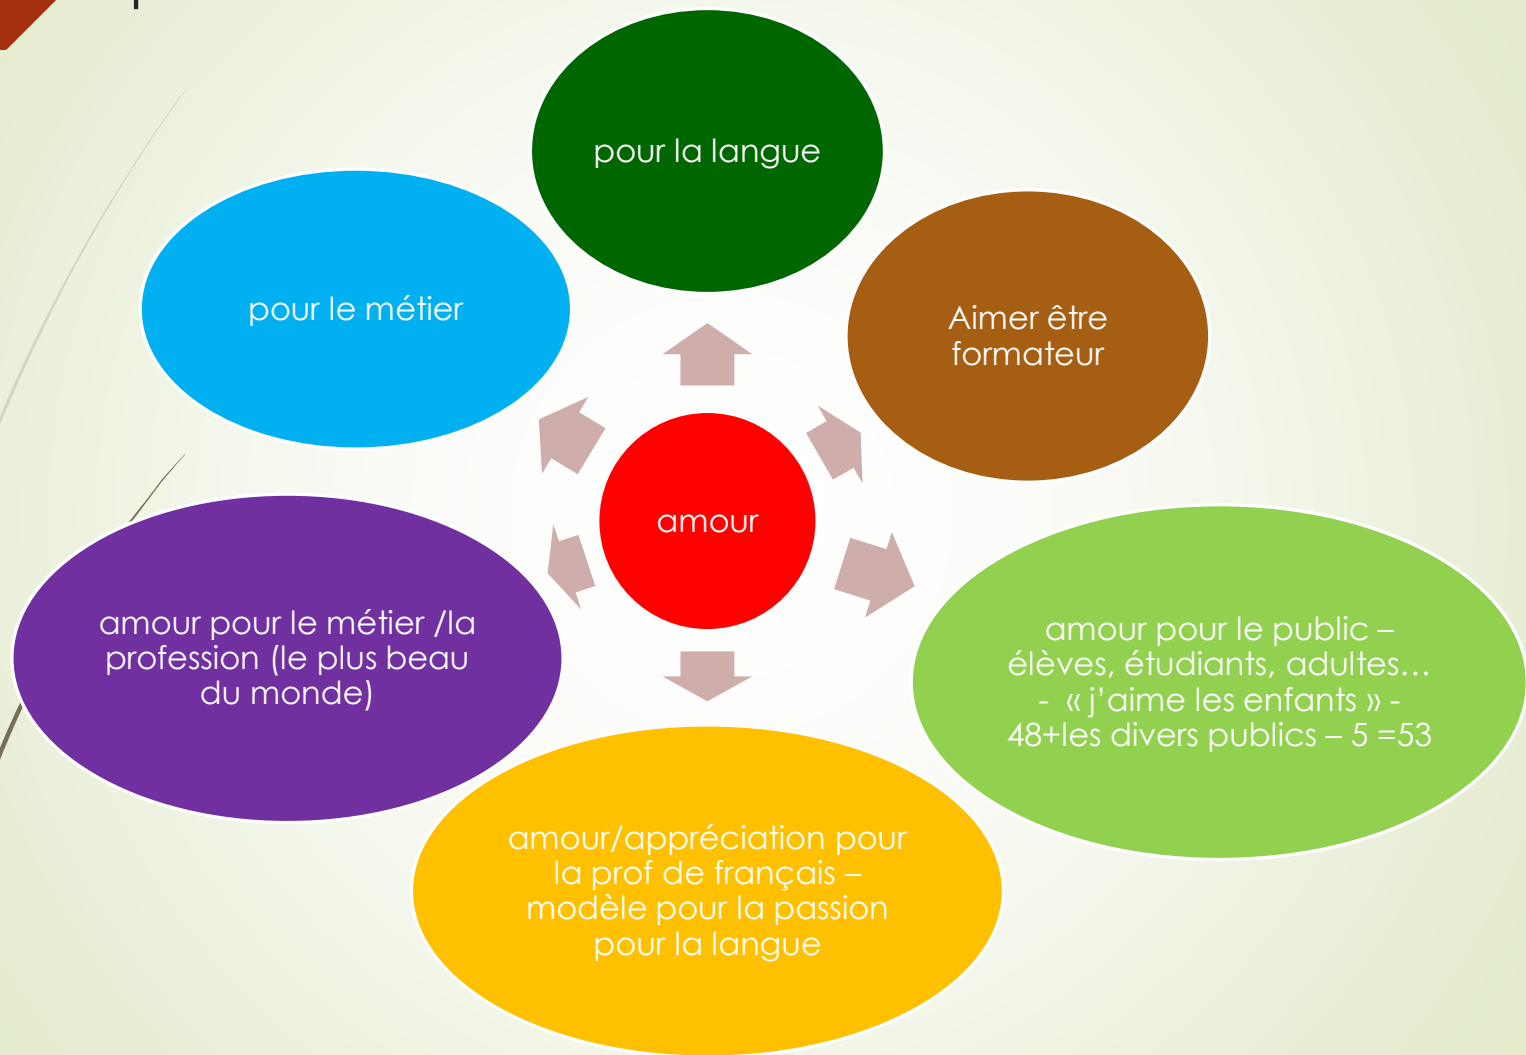 pour la langue
pour le métier
Aimer être
formateur
amour
amour pour le métier /la
profession (le plus beau
du monde)
amour pour le public –
élèves, étudiants, adultes…
- « j’aime les enfants » -
48+les divers publics – 5 =53
amour/appréciation pour
la prof de français –
modèle pour la passion
pour la langue